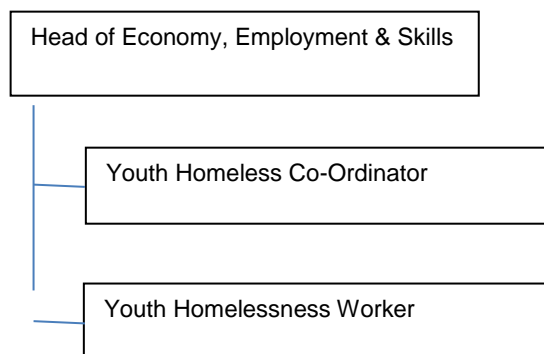 Head of Economy, Employment & Skills
Youth Homeless Co-Ordinator
Youth Homelessness Worker